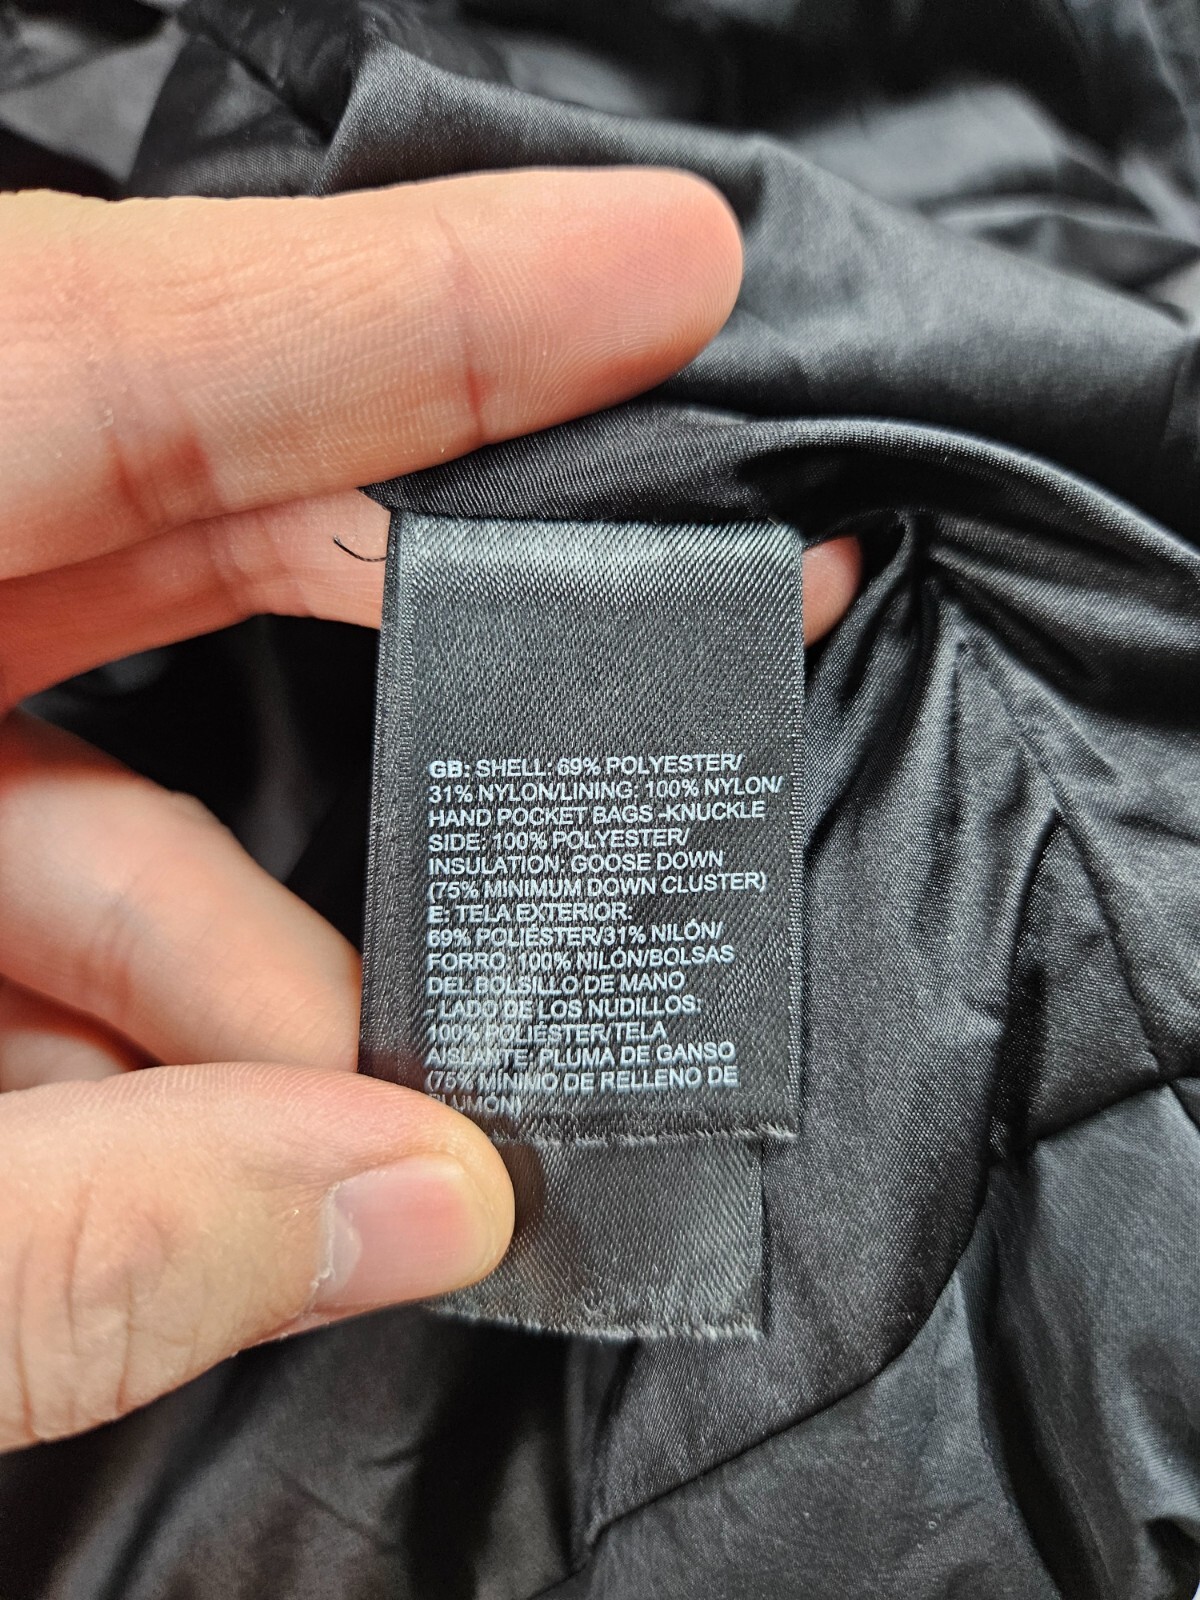 GB: SHELL: 69% POLYESTER/
31% NYLON/LINING: 100% NYLON/
HAND POCKET BAGS -KNUCKLE
SIDE: 100% POLYESTER/
INSULATION: GOOSE DOWN
(75% MINIMUM DOWN CLUSTER)
E: TELA EXTERIOR:
69% POLIÉSTER/31% NILÓN/
FORRO: 100% NILÓN/BOLSAS
DEL BOLSILLO DE MANO
- LADO DE LOS NUDILLOS:
100% POLIÉSTER/TELA
AISLANTE: PLUMA DE GANSO
(75% MÍNIMO DE RELLENO DE
PLUMÓN)